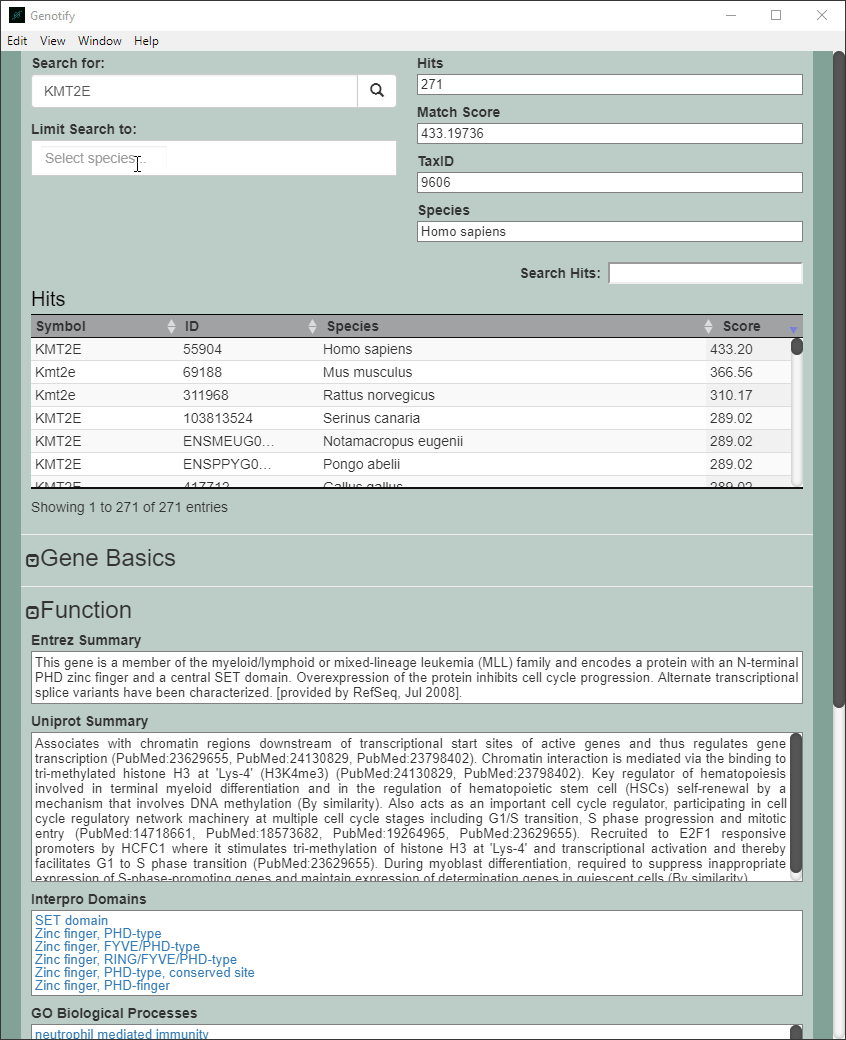 Genotify
Edit View Window Help
Search for:
KMT2E
Limit Search to:
Select species...
Hits
271
Match Score
433.19736
TaxID
9606
Species
Homo sapiens
Search Hits:
Hits
Symbol ID Species Score
KMT2E 55904 Homo sapiens 433.20
Kmt2e 69188 Mus musculus 366.56
Kmt2e 311968 Rattus norvegicus 310.17
KMT2E 103813524 Serinus canaria 289.02
KMT2E ENSMEUG0... Notamacropus eugenii 289.02
KMT2E ENSPPYG0... Pongo abelii 289.02
KMT2E 417712 Gallus gallus 289.02
Showing 1 to 271 of 271 entries
Gene Basics
Function
Entrez Summary
This gene is a member of the myeloid/lymphoid or mixed-lineage leukemia (MLL) family and encodes a protein with an N-terminal
PHD zinc finger and a central SET domain. Overexpression of the protein inhibits cell cycle progression. Alternate transcriptional
splice variants have been characterized. [provided by RefSeq, Jul 2008].
Uniprot Summary
Associates with chromatin regions downstream of transcriptional start sites of active genes and thus regulates gene
transcription (PubMed:23629655, PubMed:24130829, PubMed:23798402). Chromatin interaction is mediated via the binding to
tri-methylated histone H3 at 'Lys-4' (H3K4me3) (PubMed:24130829, PubMed:23798402). Key regulator of hematopoiesis
involved in terminal myeloid differentiation and in the regulation of hematopoietic stem cell (HSCs) self-renewal by a
mechanism that involves DNA methylation (By similarity). Also acts as an important cell cycle regulator, participating in cell
cycle regulatory network machinery at multiple cell cycle stages including G1/S transition, S phase progression and mitotic
entry (PubMed:14718661, PubMed:18573682, PubMed:19264965, PubMed:23629655). Recruited to E2F1 responsive
promoters by HCFC1 where it stimulates tri-methylation of histone H3 at 'Lys-4' and transcriptional activation and thereby
facilitates G1 to S phase transition (PubMed:23629655). During myoblast differentiation, required to suppress inappropriate
expression of S-phase-promoting genes and maintain expression of determination genes in quiescent cells (By similarity).
Interpro Domains
SET domain
Zinc finger, PHD-type
Zinc finger, FYVE/PHD-type
Zinc finger, RING/FYVE/PHD-type
Zinc finger, PHD-type, conserved site
Zinc finger, PHD-finger
GO Biological Processes
neutrophil mediated immunity